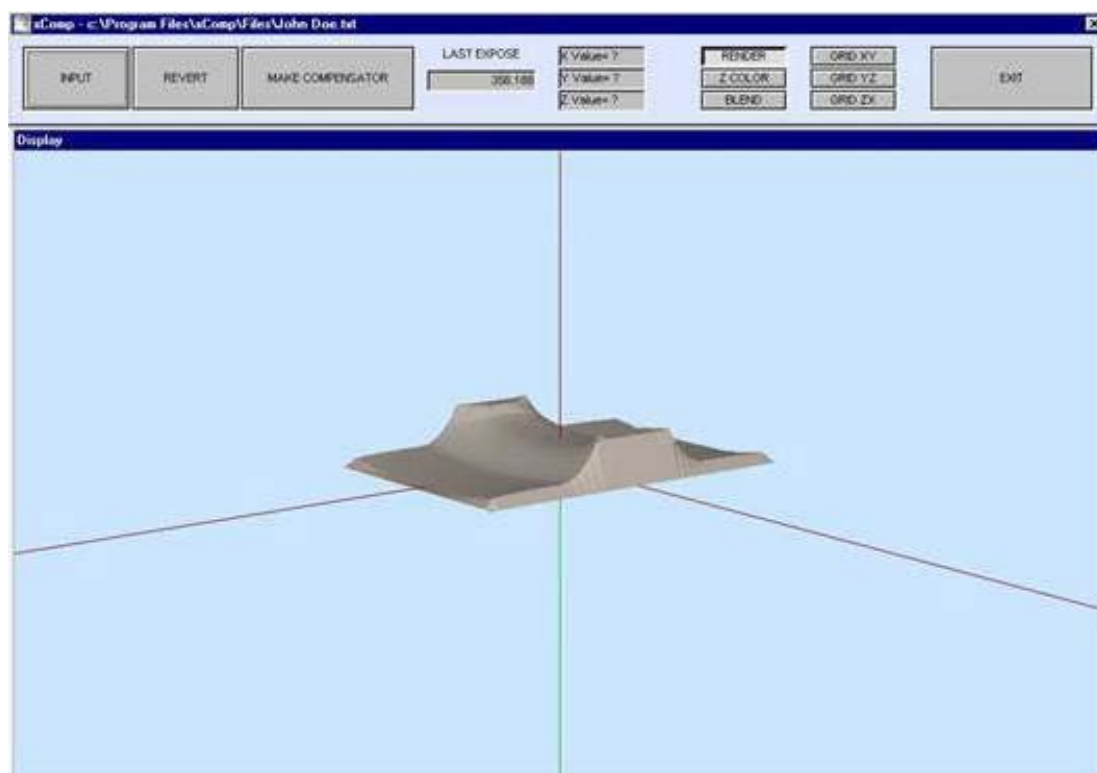 xComp - c:\Program Files\xComp\Files\John Doe.txt
INPUT
REVERT
MAKE COMPENSATOR
LAST EXPOSE
356,188
X Value= ?
Y Value= ?
Z Value= ?
RENDER
Z COLOR
BLEND
GRID XY
GRID YZ
GRID ZX
EXIT
Display